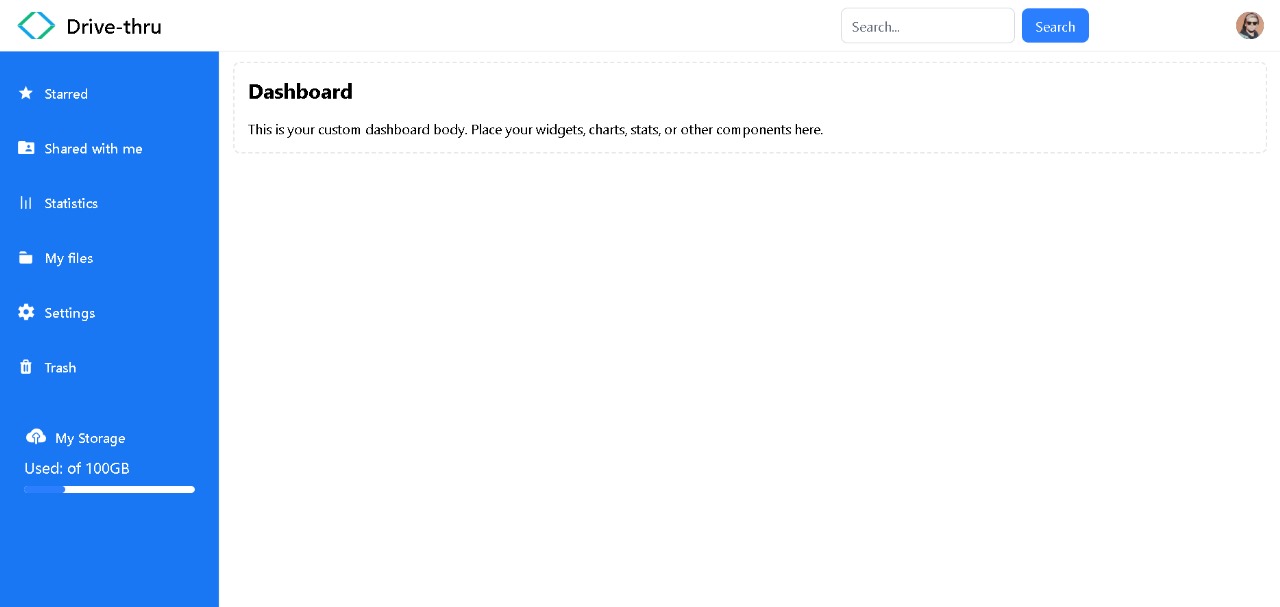 Drive-thru
Search...
Search
Starred
Shared with me
Statistics
My files
Settings
Trash
My Storage
Used: of 100GB
Dashboard
This is your custom dashboard body. Place your widgets, charts, stats, or other components here.